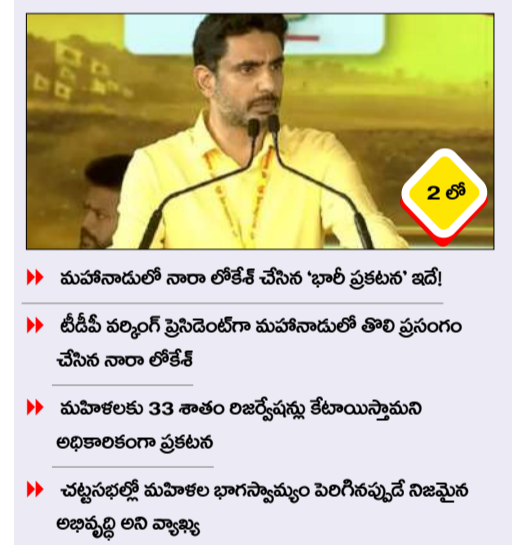 2 లో
మహానాడులో నారా లోకేశ్ చేసిన ‘భారీ ప్రకటన’ ఇదే!
టీడీపీ వర్కింగ్ ప్రెసిడెంట్‌గా మహానాడులో తొలి ప్రసంగం
చేసిన నారా లోకేశ్
మహిళలకు 33 శాతం రిజర్వేషన్లు కేటాయిస్తామని
అధికారికంగా ప్రకటన
చట్టసభల్లో మహిళల భాగస్వామ్యం పెరిగినప్పుడే నిజమైన
అభివృద్ధి అని వ్యాఖ్య